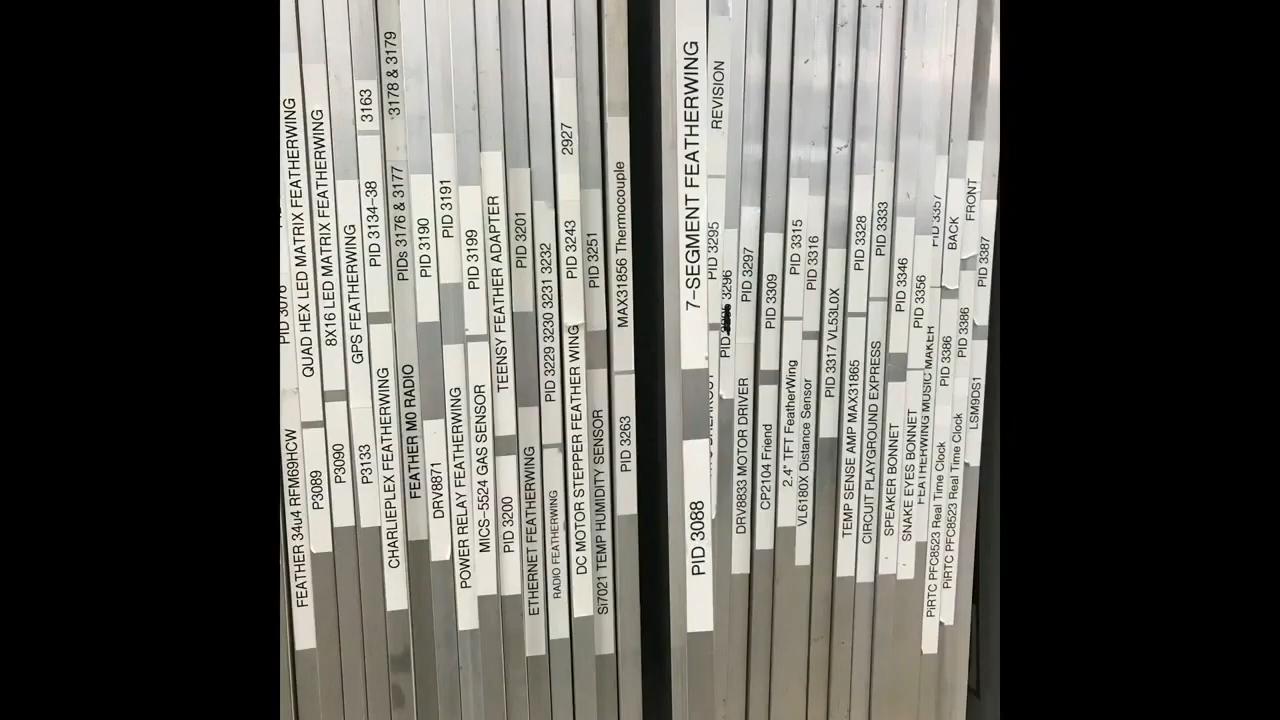 PID 3076
FEATHER 34u4 RFM69HCW
QUAD HEX LED MATRIX FEATHERWING
P3089
8X16 LED MATRIX FEATHERWING
P3090
GPS FEATHERWING
P3133
3163
PID 3134-38
CHARLIEPLEX FEATHERWING
3178 & 3179
PIDs 3176 & 3177
FEATHER M0 RADIO
PID 3190
DRV8871
PID 3191
POWER RELAY FEATHERWING
PID 3199
MICS-5524 GAS SENSOR
TEENSY FEATHER ADAPTER
PID 3200
PID 3201
ETHERNET FEATHERWING
PID 3229 3230 3231 3232
RADIO FEATHERWING
2927
PID 3243
DC MOTOR STEPPER FEATHER WING
PID 3251
Si7021 TEMP HUMIDITY SENSOR
MAX31856 Thermocouple
PID 3263
7-SEGMENT FEATHERWING
PID 3088
REVISION
PID 3295
PID 3296
PID 3297
DRV8833 MOTOR DRIVER
PID 3309
CP2104 Friend
PID 3315
2.4" TFT FeatherWing
PID 3316
VL6180X Distance Sensor
PID 3317 VL53L0X
PID 3328
TEMP SENSE AMP MAX31865
PID 3333
CIRCUIT PLAYGROUND EXPRESS
SPEAKER BONNET
PID 3346
SNAKE EYES BONNET
PID 3356
FEATHERWING MUSIC MAKER
PID 3357
PiRTC PFC8523 Real Time Clock
BACK
PID 3386
PiRTC PFC8523 Real Time Clock
FRONT
PID 3386
PID 3387
LSM9DS1